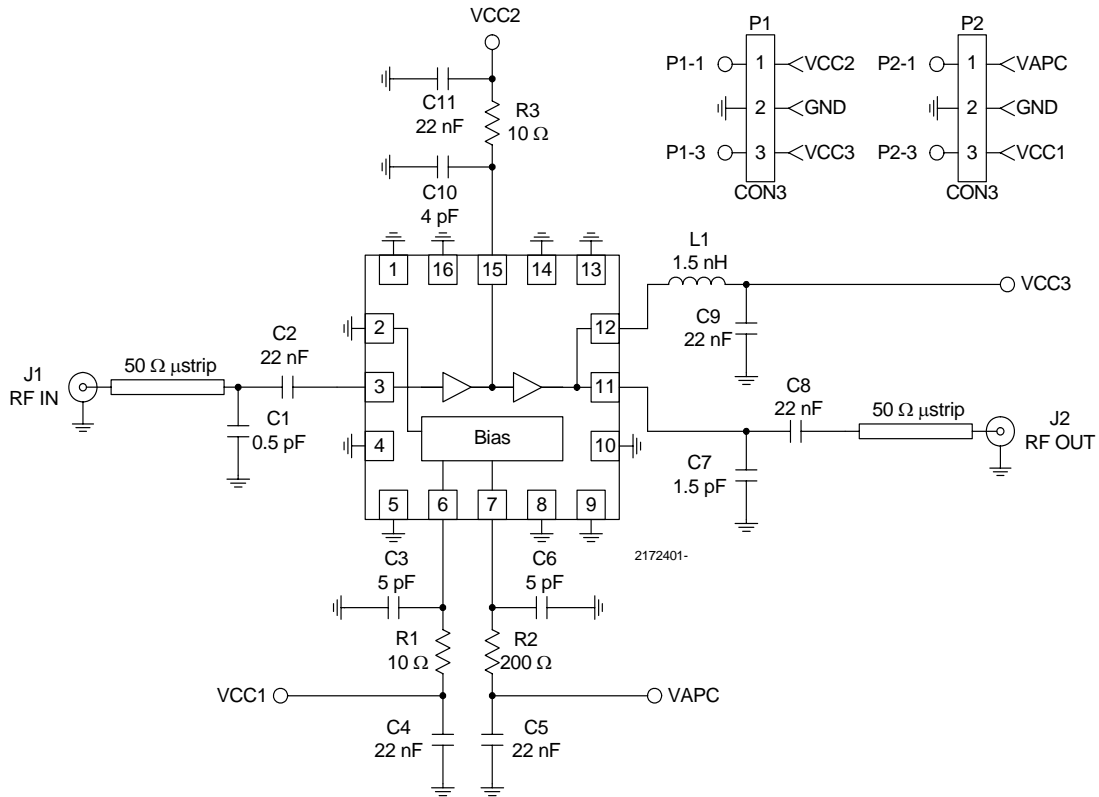 VCC2
P1
P2
P1-1
1
VCC2
P2-1
1
VAPC
C11
22 nF
R3
10 Ω
2
GND
2
GND
P1-3
3
VCC3
P2-3
3
VCC1
C10
4 pF
CON3
CON3
L1
1.5 nH
1
16
15
14
13
VCC3
2
12
C9
22 nF
C2
22 nF
J1
RF IN
50 Ω µstrip
3
11
C1
0.5 pF
C8
22 nF
50 Ω µstrip
J2
RF OUT
4
Bias
10
C7
1.5 pF
5
6
7
8
9
2172401-
C3
5 pF
C6
5 pF
R1
10 Ω
R2
200 Ω
VCC1
VAPC
C4
22 nF
C5
22 nF